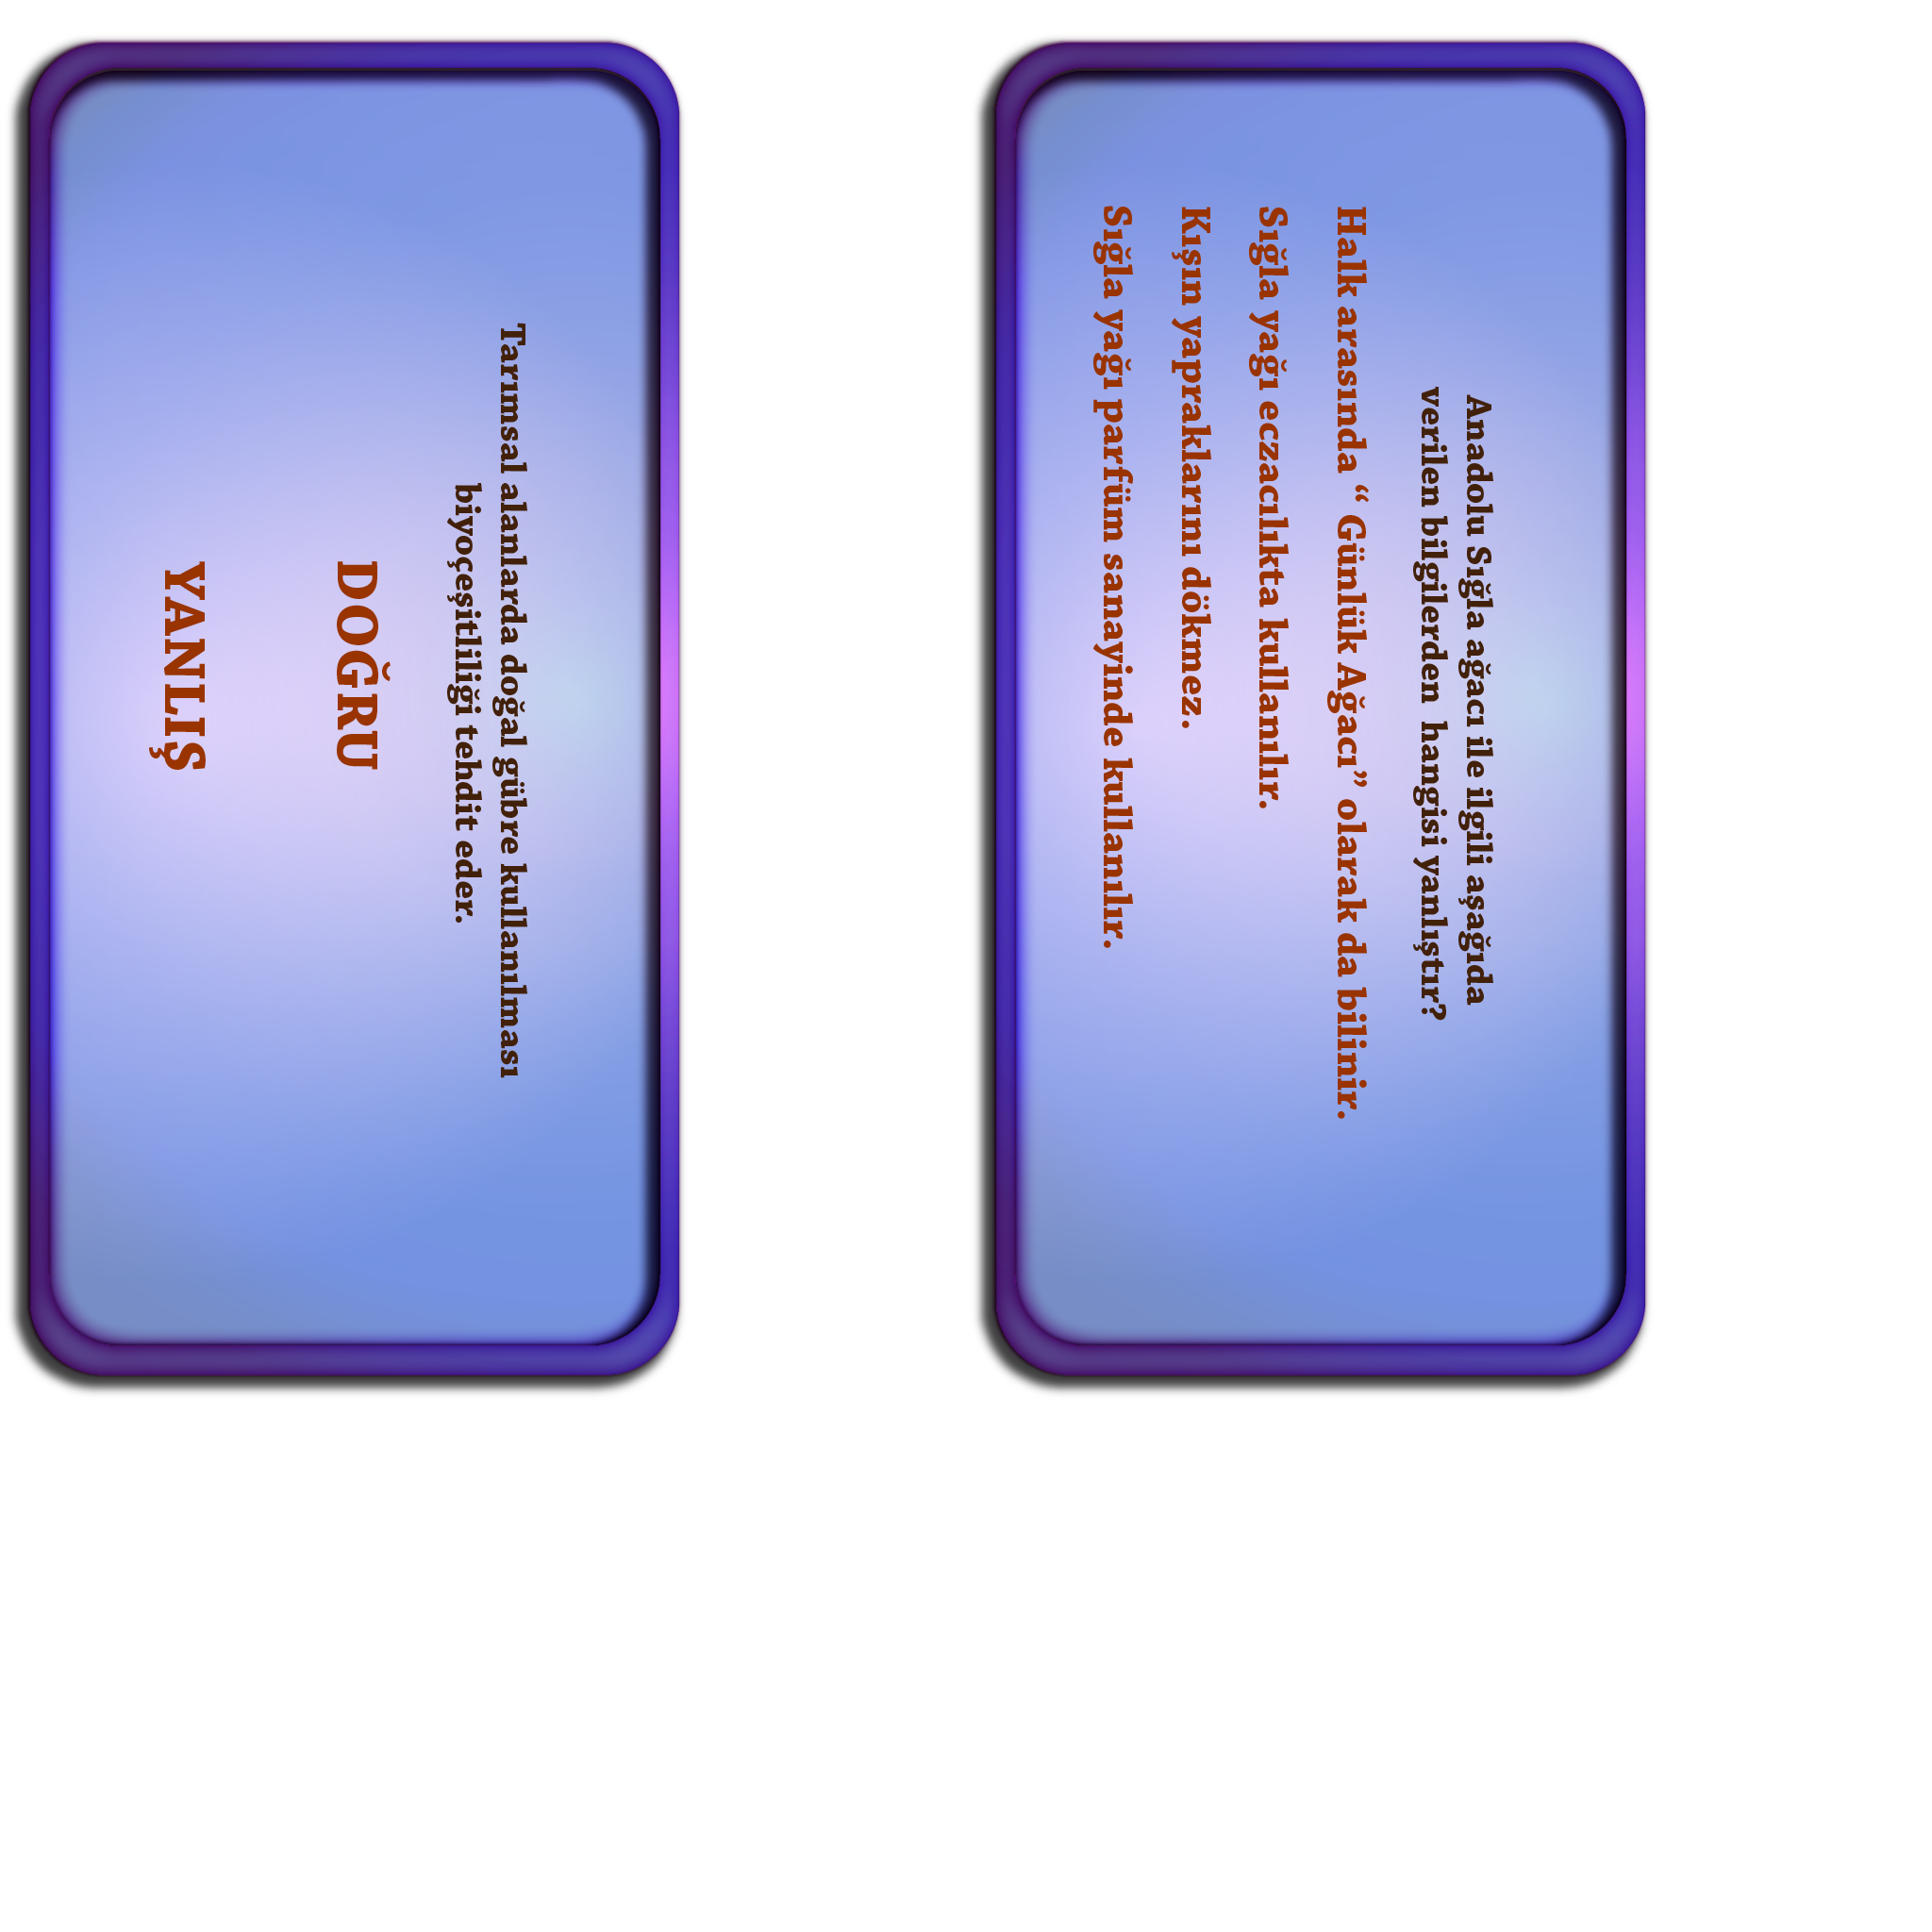 Tarımsal alanlarda doğal gübre kullanılması
biyoçeşitliliği tehdit eder.
DOĞRU
YANLIŞ
Anadolu Sığla ağacı ile ilgili aşağıda
verilen bilgilerden hangisi yanlıştır?
Halk arasında “ Günlük Ağacı” olarak da bilinir.
Sığla yağı eczacılıkta kullanılır.
Kışın yapraklarını dökmez.
Sığla yağı parfüm sanayinde kullanılır.